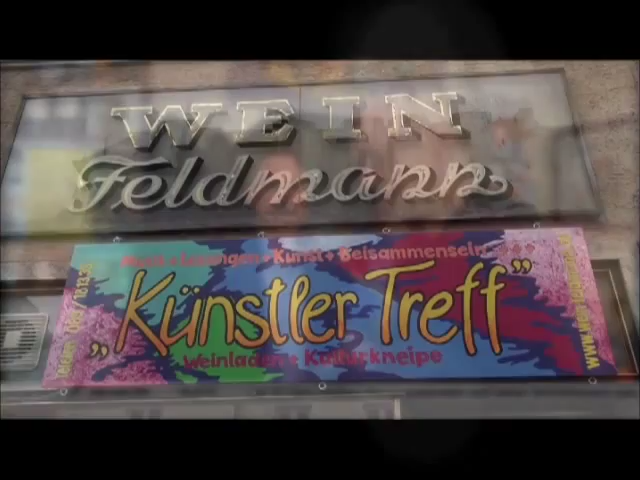 WEIN
Feldmann
Musik + Lesungen + Kunst + Beisammensein
„Künstler Treff”
Weinladen + Kulturkneipe